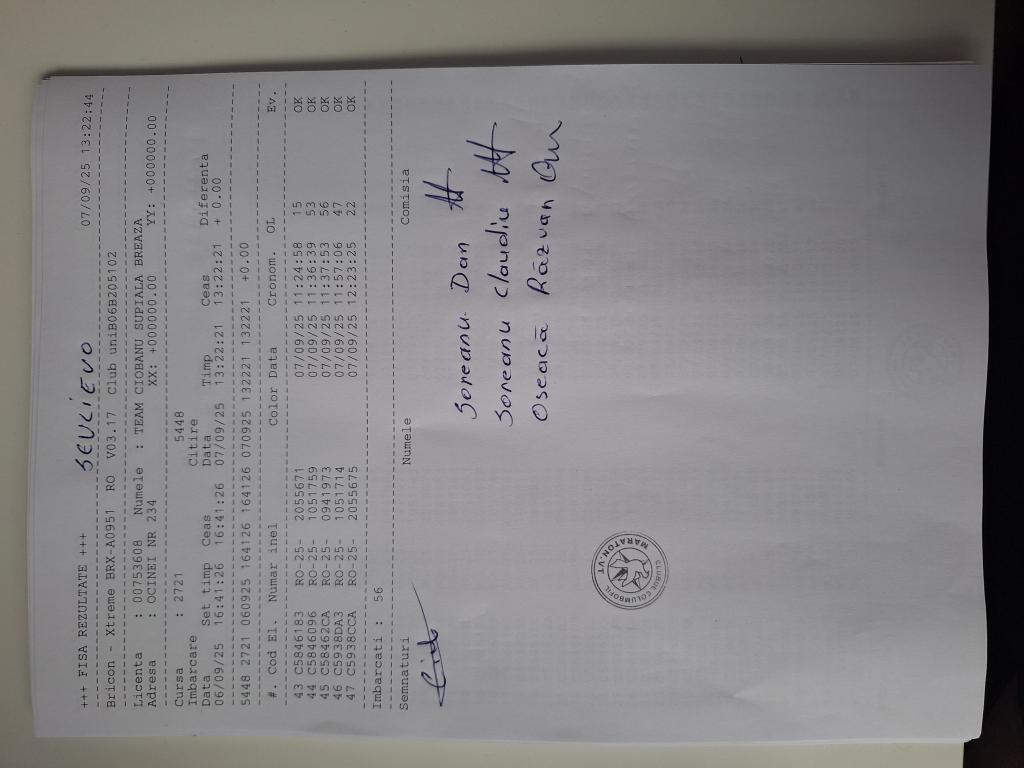 SEVLIEVO
+++ FISA REZULTATE +++ 07/09/25 13:22:44
Bricon - Xtreme BRX-A0951 RO V03.17 Club uniB06B205102
Licenta : 00753608 Numele : TEAM CIOBANU SUPIALA BREAZA
Adresa : OCINEI NR 234 XX: +000000.00 YY: +000000.00
Cursa : 2721 5448
Imbarcare Citire
Data Set timp Ceas Data Timp Ceas Diferenta
06/09/25 16:41:26 16:41:26 07/09/25 13:22:21 13:22:21 + 0.00
5448 2721 060925 164126 164126 070925 132221 132221 +0.00
#. Cod El. Numar inel Color Data Cronom. OL Ev.
43 C5846183 RO-25- 2055671 07/09/25 11:24:58 15 OK
44 C5846096 RO-25- 1051759 07/09/25 11:36:39 53 OK
45 C58462CA RO-25- 0941973 07/09/25 11:37:53 56 OK
46 C5938DA3 RO-25- 1051714 07/09/25 11:57:06 47 OK
47 C5938CCA RO-25- 2055675 07/09/25 12:23:25 22 OK
Imbarcati : 56
Semnaturi Numele Comisia
Soreanu Dan
Soreanu Claudiu
Oseacă Răzvan
CLUBUL COLUMBOFIL
MARATON VT